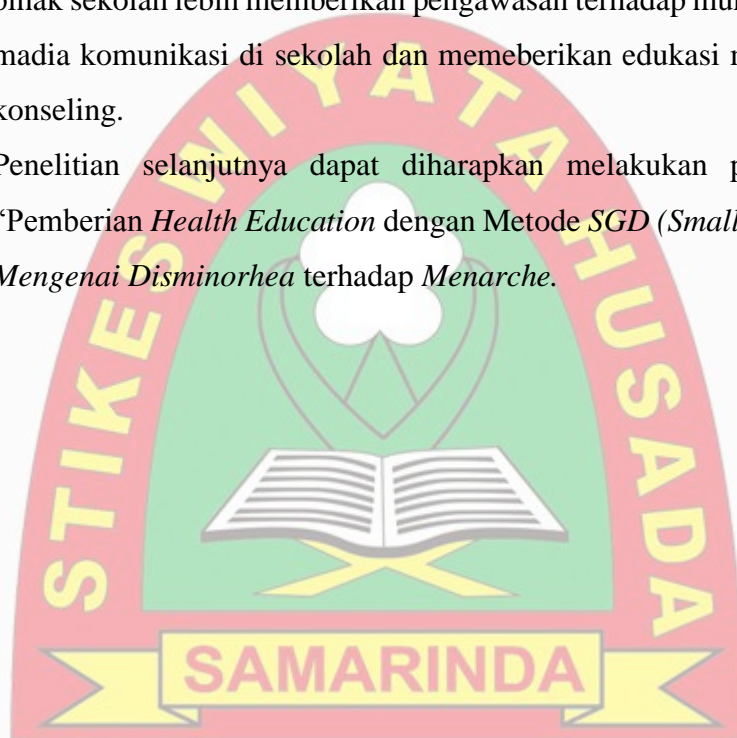 pihak sekolah lebih memberikan pengawasan terhadap
madia komunikasi di sekolah dan memeberikan edukasi
konseling.
Penelitian selanjutnya dapat diharapkan melakukan
“Pemberian Health Education dengan Metode SGD (Small
Mengenai Disminorhea terhadap Menarche.
STIKES WIYATA HUSADA
SAMARINDA